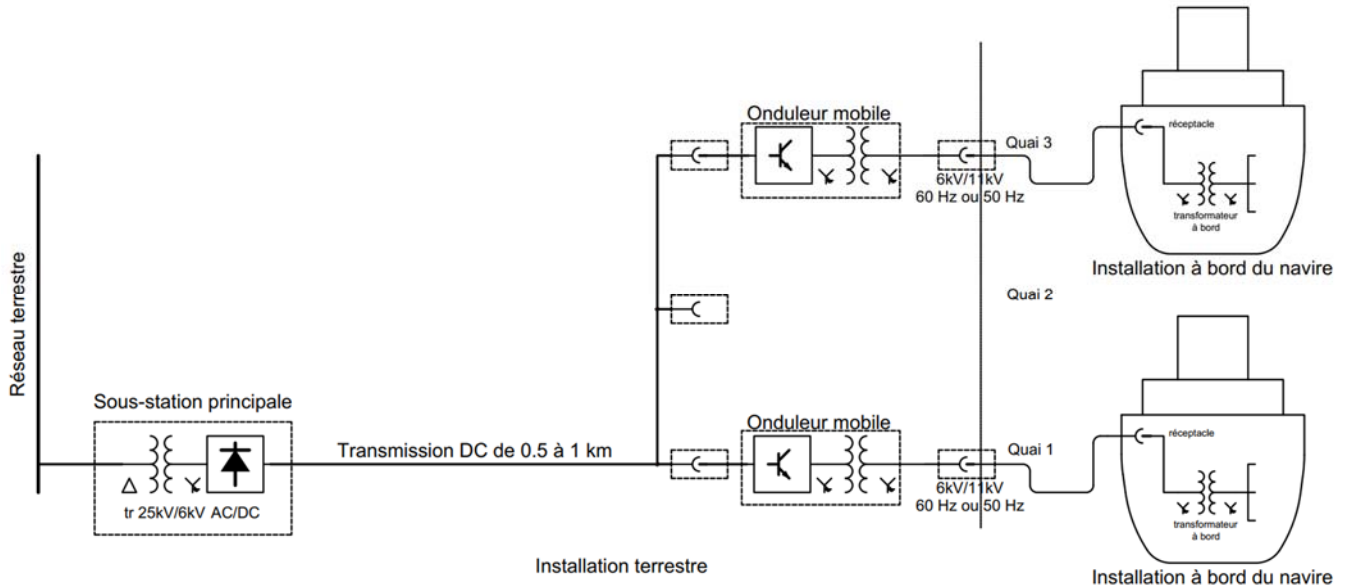 Réseau terrestre
Sous-station principale
Δ
tr 25kV/6kV AC/DC
Transmission DC de 0.5 à 1 km
Installation terrestre
Onduleur mobile
6kV/11kV
60 Hz ou 50 Hz
Quai 3
réceptacle
transformateur
à bord
Installation à bord du navire
Quai 2
Onduleur mobile
6kV/11kV
60 Hz ou 50 Hz
Quai 1
réceptacle
transformateur
à bord
Installation à bord du navire